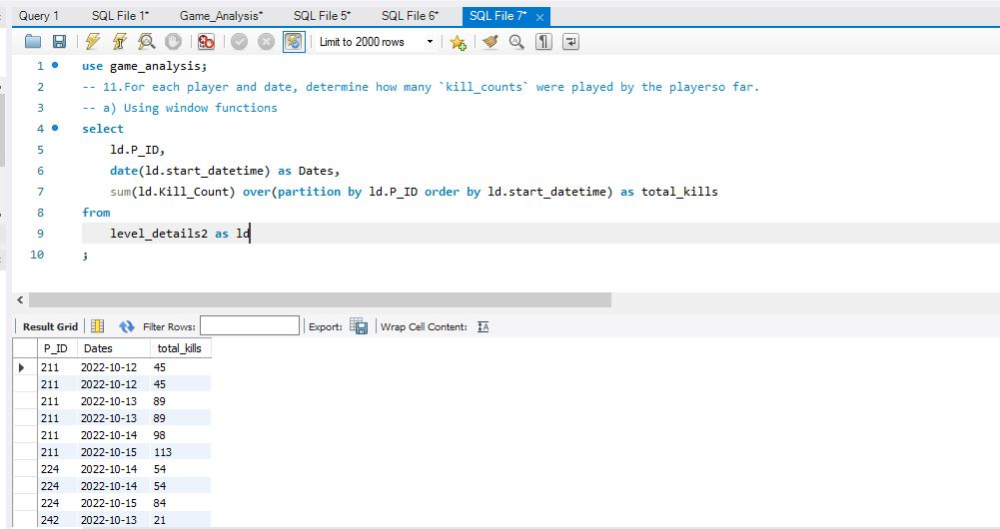 Query 1 SQL File 1* Game_Analysis* SQL File 5* SQL File 6* SQL File 7* ×
Limit to 2000 rows
1 use game_analysis;
2 -- 11.For each player and date, determine how many `kill_counts` were played by the playerso far.
3 -- a) Using window functions
4 select
5 ld.P_ID,
6 date(ld.start_datetime) as Dates,
7 sum(ld.Kill_Count) over(partition by ld.P_ID order by ld.start_datetime) as total_kills
8 from
9 level_details2 as ld
10 ;
Result Grid Filter Rows: Export: Wrap Cell Content:
P_ID Dates total_kills
211 2022-10-12 45
211 2022-10-12 45
211 2022-10-13 89
211 2022-10-13 89
211 2022-10-14 98
211 2022-10-15 113
224 2022-10-14 54
224 2022-10-14 54
224 2022-10-15 84
242 2022-10-13 21